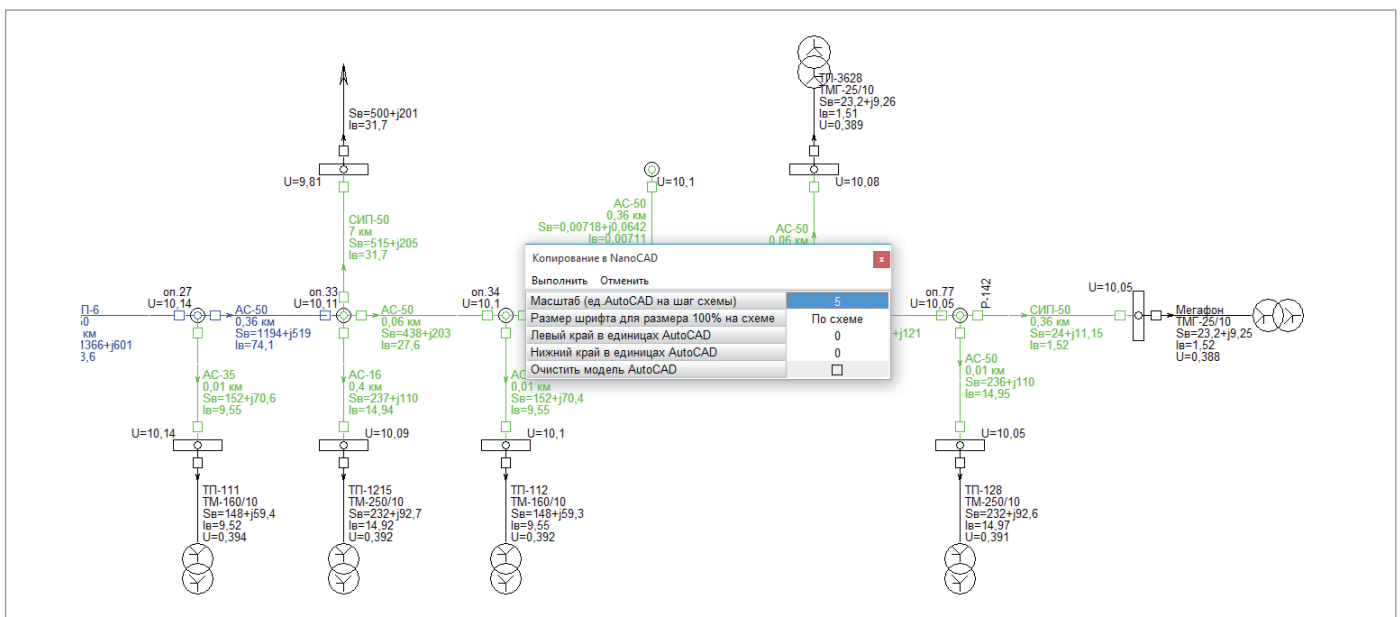 ТП-3628
ТМГ-25/10
Sв=23,2+j9,26
Iв=1,51
U=0,389
Sв=500+j201
Iв=31,7
U=9,81
U=10,1
U=10,08
СИП-50
7 км
Sв=515+j205
Iв=31,7
АС-50
0,36 км
Sв=0,00718+j0,0642
Iв=0,00711
АС-50
0,06 км
Копирование в NanoCAD
x
Выполнить Отменить
Масштаб (ед.AutoCAD на шаг схемы) 5
Размер шрифта для размера 100% на схеме По схеме
Левый край в единицах AutoCAD 0
Нижний край в единицах AutoCAD 0
Очистить модель AutoCAD
оп.27
U=10,14
оп.33
U=10,11
оп.34
U=10,1
оп.77
U=10,05
Р-142
U=10,05
П-6
км
1366+j601
3,6
АС-50
0,36 км
Sв=1194+j519
Iв=74,1
АС-50
0,06 км
Sв=438+j203
Iв=27,6
+j121
СИП-50
0,36 км
Sв=24+j11,15
Iв=1,52
Мегафон
ТМГ-25/10
Sв=23,2+j9,25
Iв=1,52
U=0,388
АС-35
0,01 км
Sв=152+j70,6
Iв=9,55
АС-16
0,4 км
Sв=237+j110
Iв=14,94
0,01 км
Sв=152+j70,4
Iв=9,55
АС-50
0,01 км
Sв=236+j110
Iв=14,95
U=10,14
U=10,09
U=10,1
U=10,05
ТП-111
ТМ-160/10
Sв=148+j59,4
Iв=9,52
U=0,394
ТП-1215
ТМ-250/10
Sв=232+j92,7
Iв=14,92
U=0,392
ТП-112
ТМ-160/10
Sв=148+j59,3
Iв=9,55
U=0,392
ТП-128
ТМ-250/10
Sв=232+j92,6
Iв=14,97
U=0,391